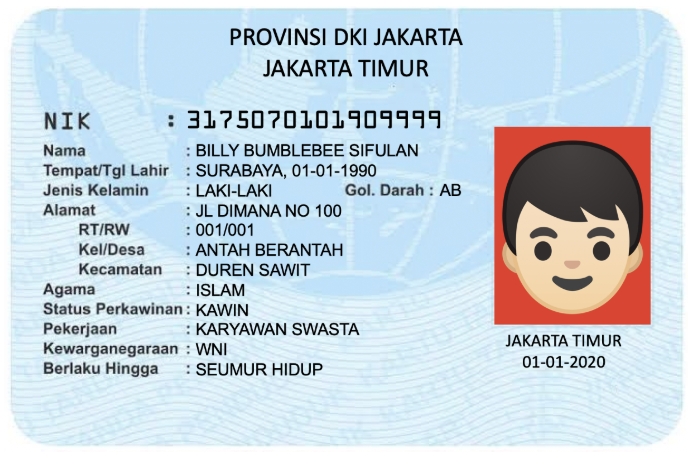 PROVINSI DKI JAKARTA
JAKARTA TIMUR
NIK : 3175070101909999
Nama : BILLY BUMBLEBEE SIFULAN
Tempat/Tgl Lahir : SURABAYA, 01-01-1990
Jenis Kelamin : LAKI-LAKI Gol. Darah : AB
Alamat : JL DIMANA NO 100
RT/RW : 001/001
Kel/Desa : ANTAH BERANTAH
Kecamatan : DUREN SAWIT
Agama : ISLAM
Status Perkawinan : KAWIN
Pekerjaan : KARYAWAN SWASTA
Kewarganegaraan : WNI
Berlaku Hingga : SEUMUR HIDUP
JAKARTA TIMUR
01-01-2020